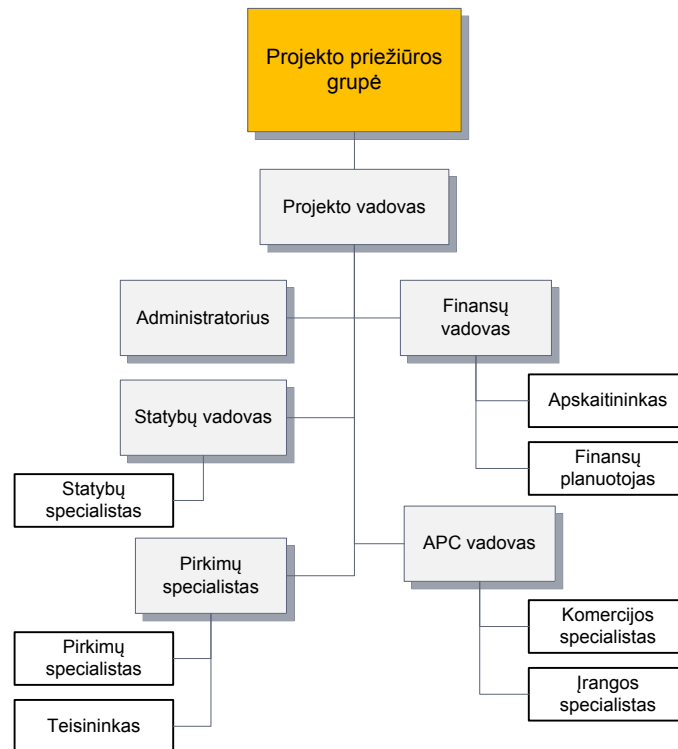 Projekto priežiūros
grupė
Projekto vadovas
Administratorius
Finansų
vadovas
Apskaitininkas
Finansų
planuotojas
Statybų vadovas
Statybų
specialistas
APC vadovas
Komercijos
specialistas
Įrangos
specialistas
Pirkimų
specialistas
Pirkimų
specialistas
Teisininkas